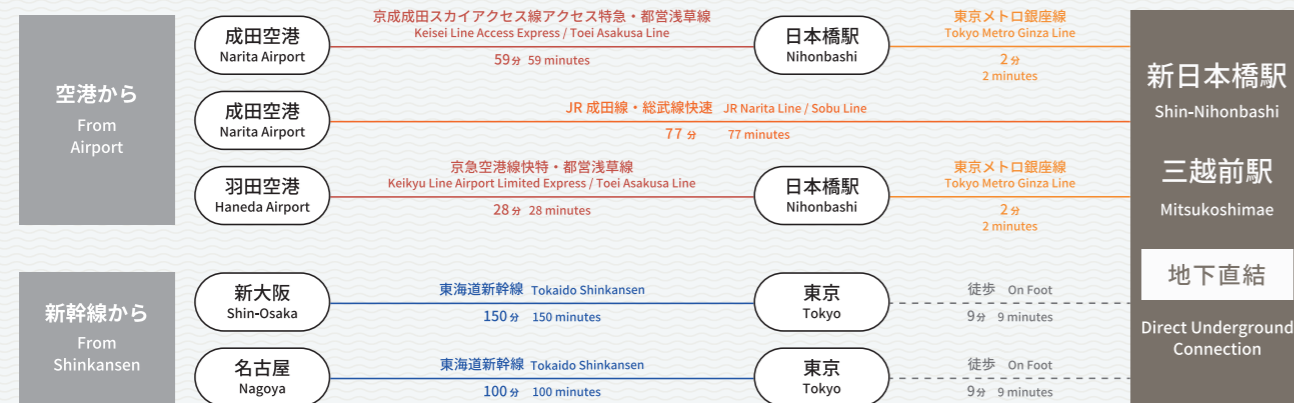 空港から
From
Airport
成田空港
Narita Airport
京成成田スカイアクセス線アクセス特急・都営浅草線
Keisei Line Access Express / Toei Asakusa Line
59分 59 minutes
日本橋駅
Nihonbashi
東京メトロ銀座線
Tokyo Metro Ginza Line
2分
2 minutes
成田空港
Narita Airport
JR 成田線・総武線快速 JR Narita Line / Sobu Line
77 分 77 minutes
羽田空港
Haneda Airport
京急空港線快特・都営浅草線
Keikyu Line Airport Limited Express / Toei Asakusa Line
28分 28 minutes
日本橋駅
Nihonbashi
東京メトロ銀座線
Tokyo Metro Ginza Line
2分
2 minutes
新幹線から
From
Shinkansen
新大阪
Shin-Osaka
東海道新幹線 Tokaido Shinkansen
150分 150 minutes
東京
Tokyo
徒歩 On Foot
9分 9 minutes
名古屋
Nagoya
東海道新幹線 Tokaido Shinkansen
100分 100 minutes
東京
Tokyo
徒歩 On Foot
9分 9 minutes
新日本橋駅
Shin-Nihonbashi
三越前駅
Mitsukoshimae
地下直結
Direct Underground
Connection